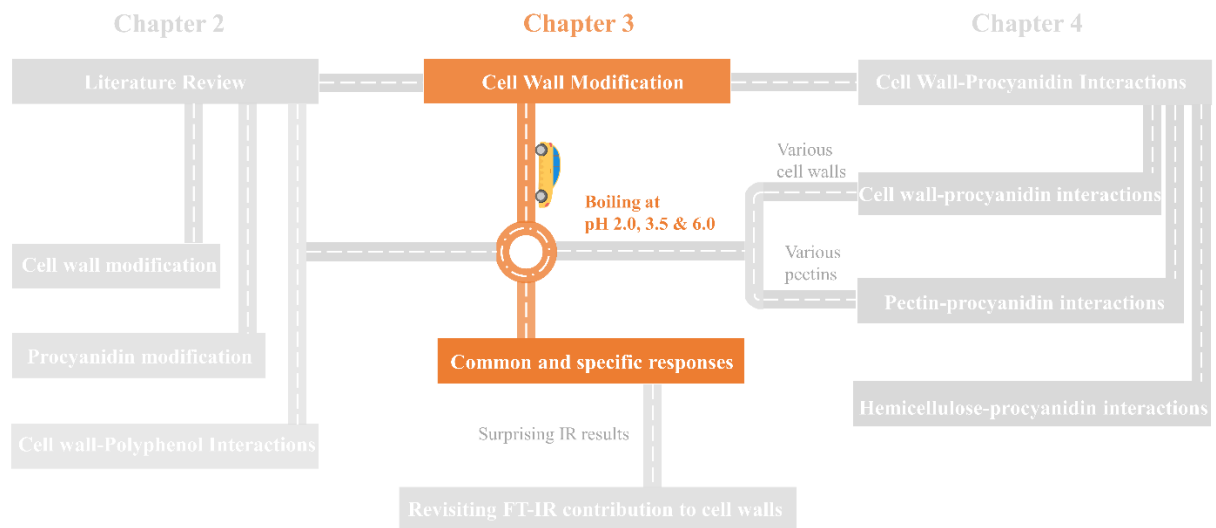 Chapter 2
Chapter 3
Chapter 4
Literature Review
Cell Wall Modification
Cell Wall-Procyanidin Interactions
Various
cell walls
Cell wall-procyanidin interactions
Boiling at
pH 2.0, 3.5 & 6.0
Cell wall modification
Various
pectins
Pectin-procyanidin interactions
Procyanidin modification
Common and specific responses
Hemicellulose-procyanidin interactions
Cell wall-Polyphenol Interactions
Surprising IR results
Revisiting FT-IR contribution to cell walls